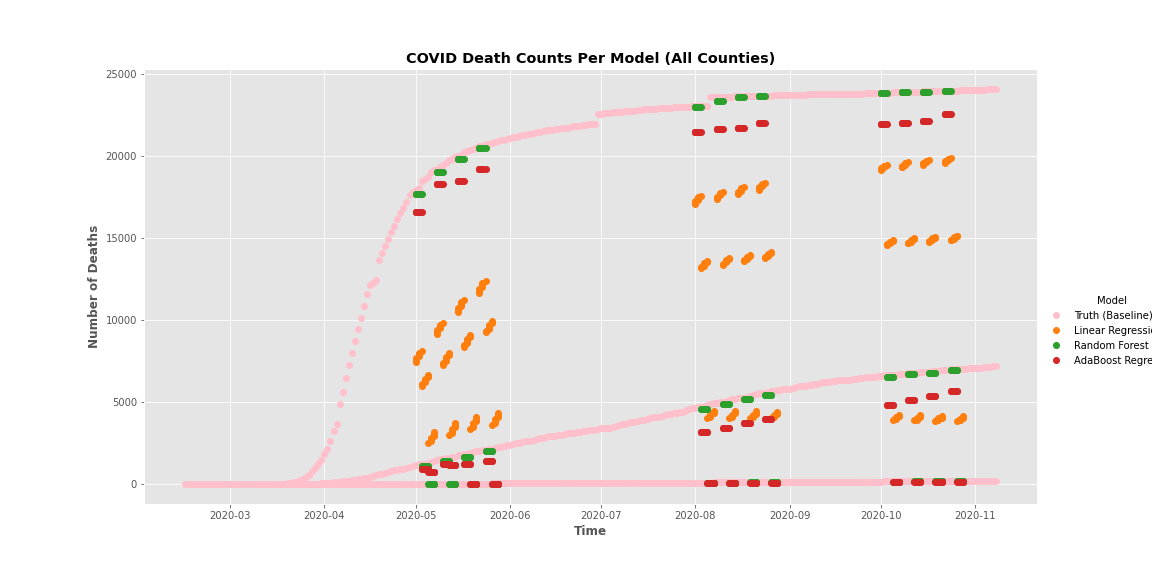 COVID Death Counts Per Model (All Counties)
25000
20000
15000
10000
5000
0
Number of Deaths
2020-03 2020-04 2020-05 2020-06 2020-07 2020-08 2020-09 2020-10 2020-11
Time
Model
Truth (Baseline)
Linear Regressi
Random Forest
AdaBoost Regre